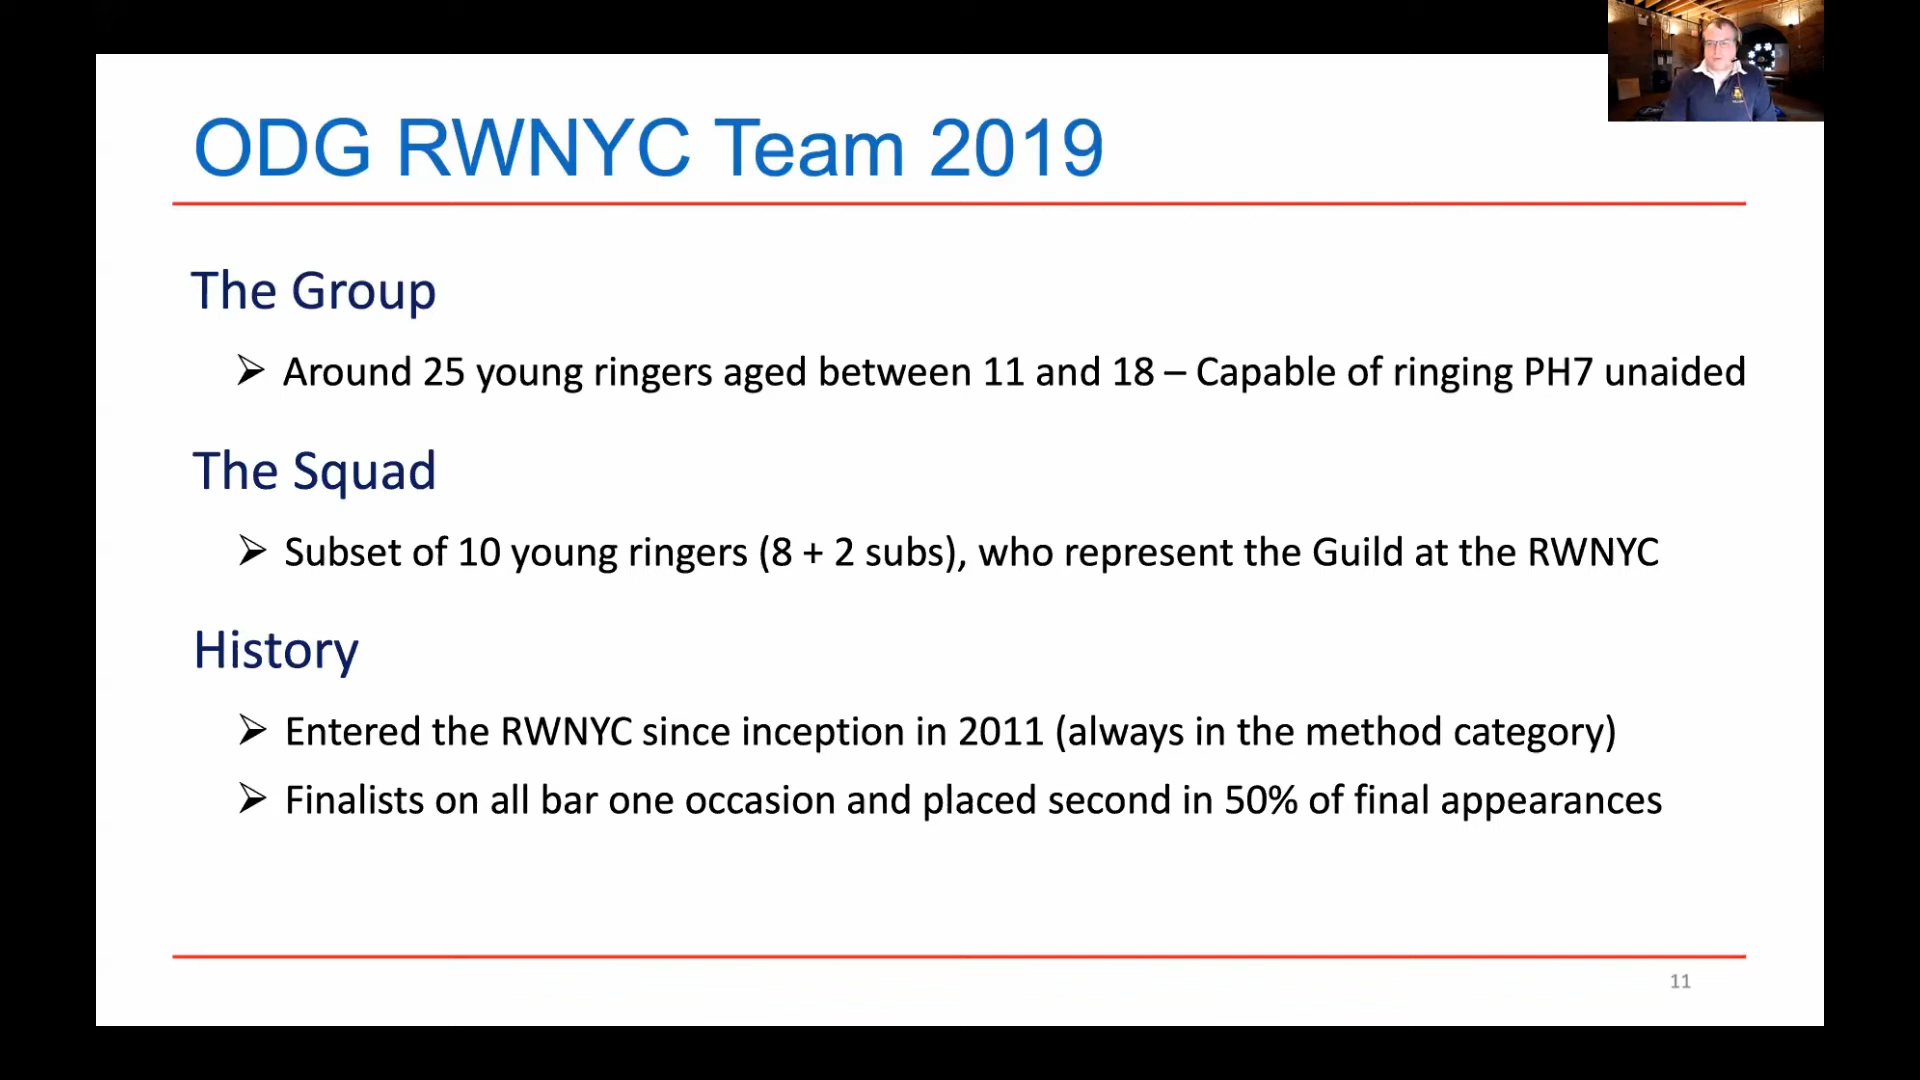 ODG RWNYC Team 2019
The Group
➢ Around 25 young ringers aged between 11 and 18 – Capable of ringing PH7 unaided
The Squad
➢ Subset of 10 young ringers (8 + 2 subs), who represent the Guild at the RWNYC
History
➢ Entered the RWNYC since inception in 2011 (always in the method category)
➢ Finalists on all bar one occasion and placed second in 50% of final appearances
11